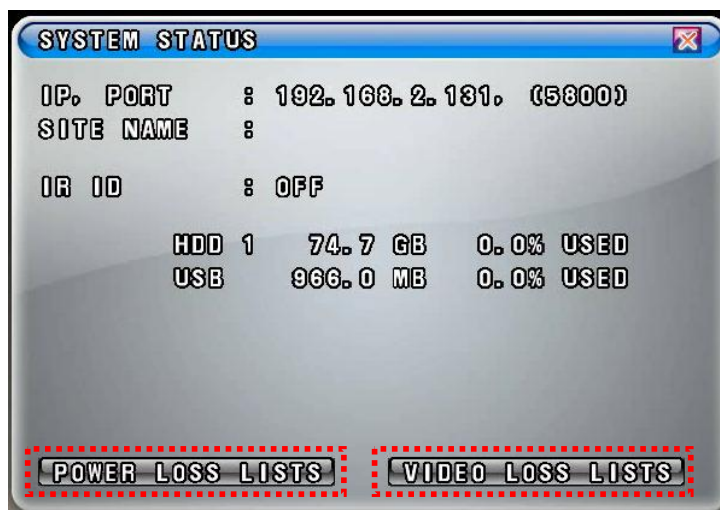 SYSTEM STATUS
IP, PORT : 192.168.2.131, (5800)
SITE NAME :
IR ID : OFF
HDD 1 74.7 GB 0.0% USED
USB 966.0 MB 0.0% USED
POWER LOSS LISTS VIDEO LOSS LISTS